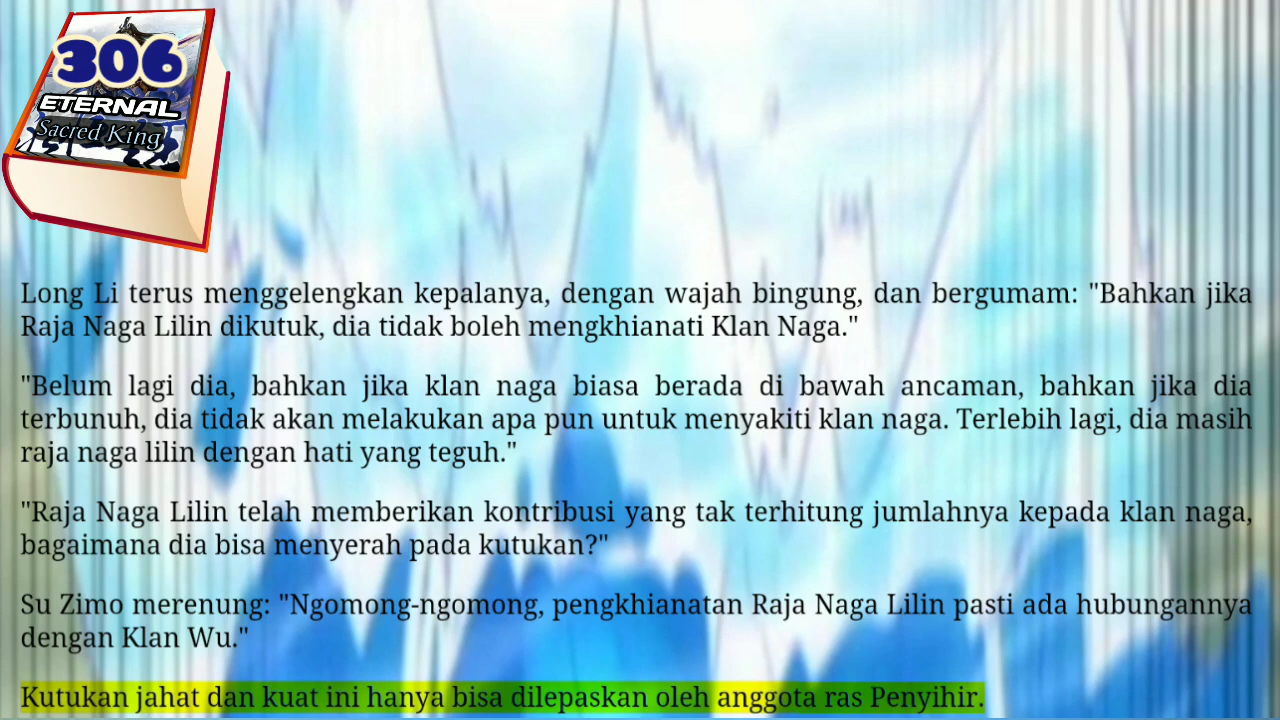 306
ETERNAL
Sacred King
Long Li terus menggelengkan kepalanya, dengan wajah bingung, dan bergumam: "Bahkan jika
Raja Naga Lilin dikutuk, dia tidak boleh mengkhianati Klan Naga."
"Belum lagi dia, bahkan jika klan naga biasa berada di bawah ancaman, bahkan jika dia
terbunuh, dia tidak akan melakukan apa pun untuk menyakiti klan naga. Terlebih lagi, dia masih
raja naga lilin dengan hati yang teguh."
"Raja Naga Lilin telah memberikan kontribusi yang tak terhitung jumlahnya kepada klan naga,
bagaimana dia bisa menyerah pada kutukan?"
Su Zimo merenung: "Ngomong-ngomong, pengkhianatan Raja Naga Lilin pasti ada hubungannya
dengan Klan Wu."
Kutukan jahat dan kuat ini hanya bisa dilepaskan oleh anggota ras Penyihir.